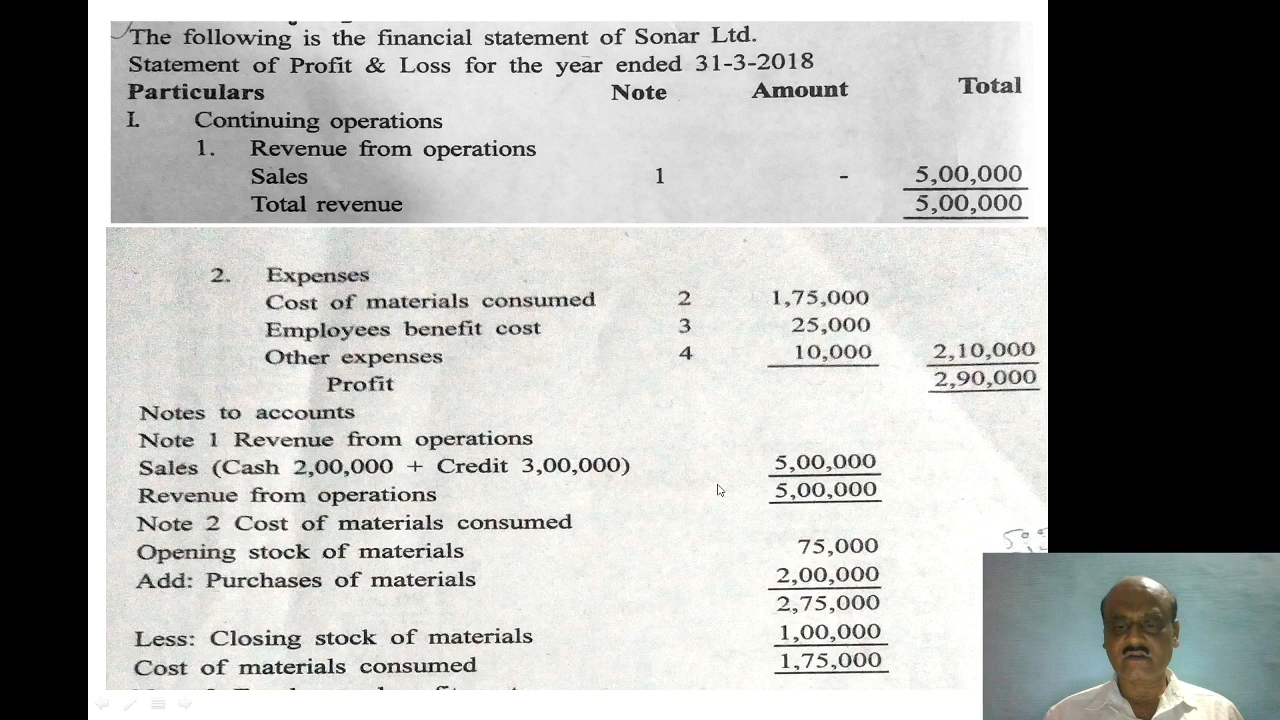 The following is the financial statement of Sonar Ltd.
Statement of Profit & Loss for the year ended 31-3-2018
Particulars Note Amount Total
I. Continuing operations
1. Revenue from operations
Sales 1 - 5,00,000
Total revenue 5,00,000
2. Expenses
Cost of materials consumed 2 1,75,000
Employees benefit cost 3 25,000
Other expenses 4 10,000 2,10,000
Profit 2,90,000
Notes to accounts
Note 1 Revenue from operations
Sales (Cash 2,00,000 + Credit 3,00,000) 5,00,000
Revenue from operations 5,00,000
Note 2 Cost of materials consumed
Opening stock of materials 75,000
Add: Purchases of materials 2,00,000
2,75,000
Less: Closing stock of materials 1,00,000
Cost of materials consumed 1,75,000